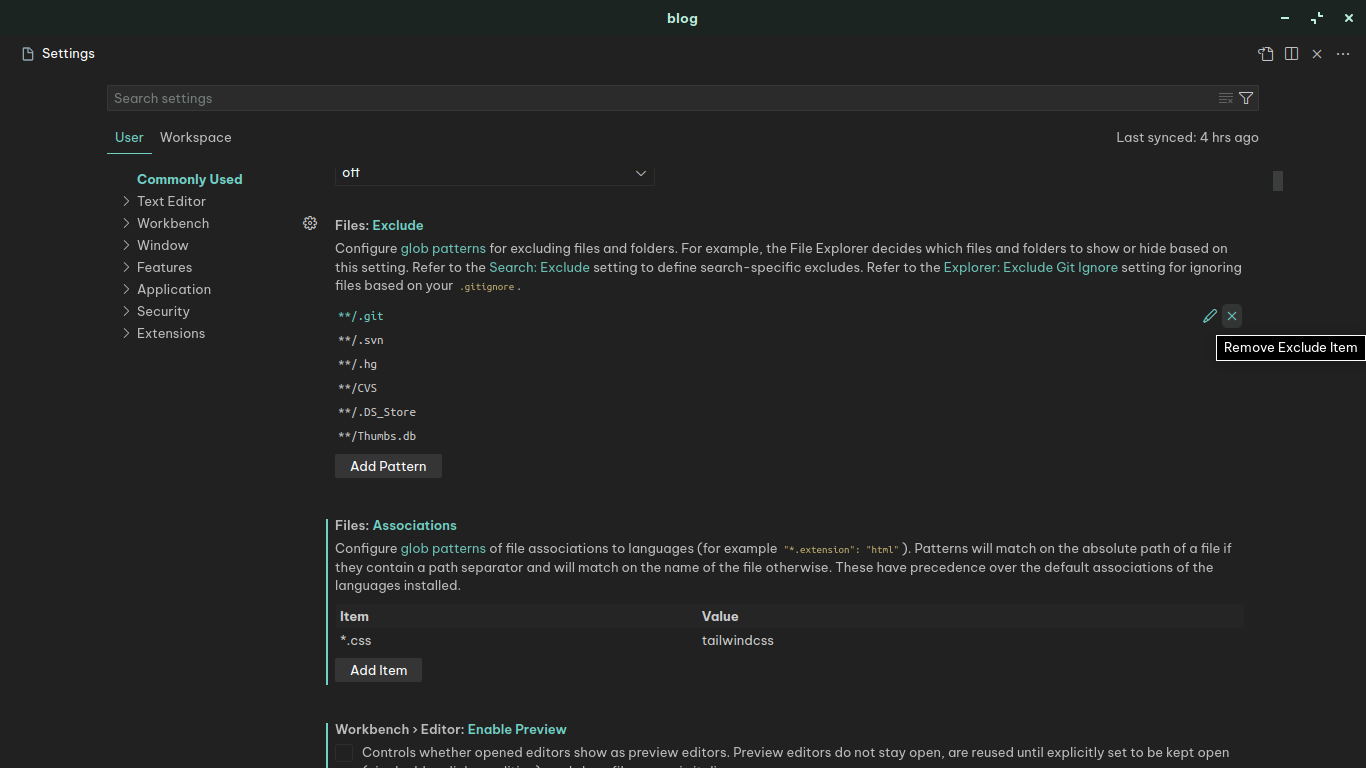 blog
Settings
Search settings
User Workspace Last synced: 4 hrs ago
Commonly Used
Text Editor
Workbench
Window
Features
Application
Security
Extensions
off
Files: Exclude
Configure glob patterns for excluding files and folders. For example, the File Explorer decides which files and folders to show or hide based on
this setting. Refer to the Search: Exclude setting to define search-specific excludes. Refer to the Explorer: Exclude Git Ignore setting for ignoring
files based on your .gitignore.
**/.git
Remove Exclude Item
**/.svn
**/.hg
**/CVS
**/.DS_Store
**/Thumbs.db
Add Pattern
Files: Associations
Configure glob patterns of file associations to languages (for example "*.extension": "html"). Patterns will match on the absolute path of a file if
they contain a path separator and will match on the name of the file otherwise. These have precedence over the default associations of the
languages installed.
Item Value
*.css tailwindcss
Add Item
Workbench › Editor: Enable Preview
Controls whether opened editors show as preview editors. Preview editors do not stay open, are reused until explicitly set to be kept open